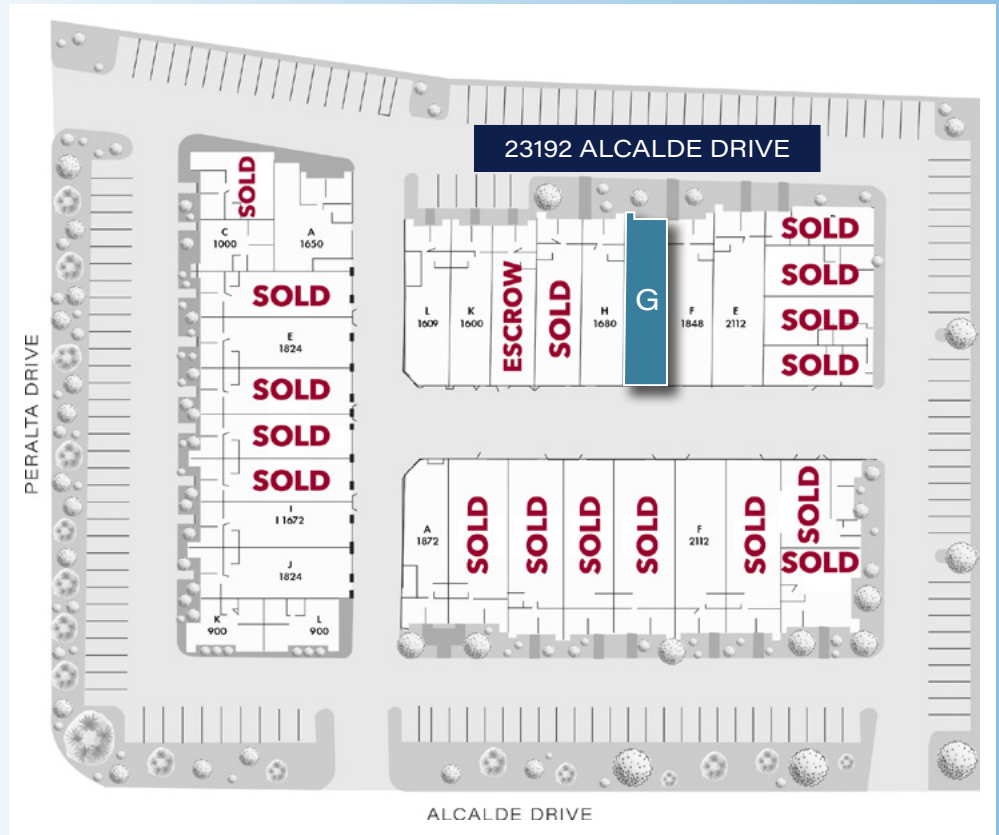 23192 ALCALDE DRIVE
SOLD
C
1000
A
1650
SOLD
E
1824
SOLD
SOLD
SOLD
I
I 1672
J
1824
K
900
L
900
L
1609
K
1600
ESCROW
SOLD
H
1680
G
F
1848
E
2112
SOLD
SOLD
SOLD
SOLD
A
1872
SOLD
SOLD
SOLD
SOLD
F
2112
SOLD
SOLD
SOLD
PERALTA DRIVE
ALCALDE DRIVE